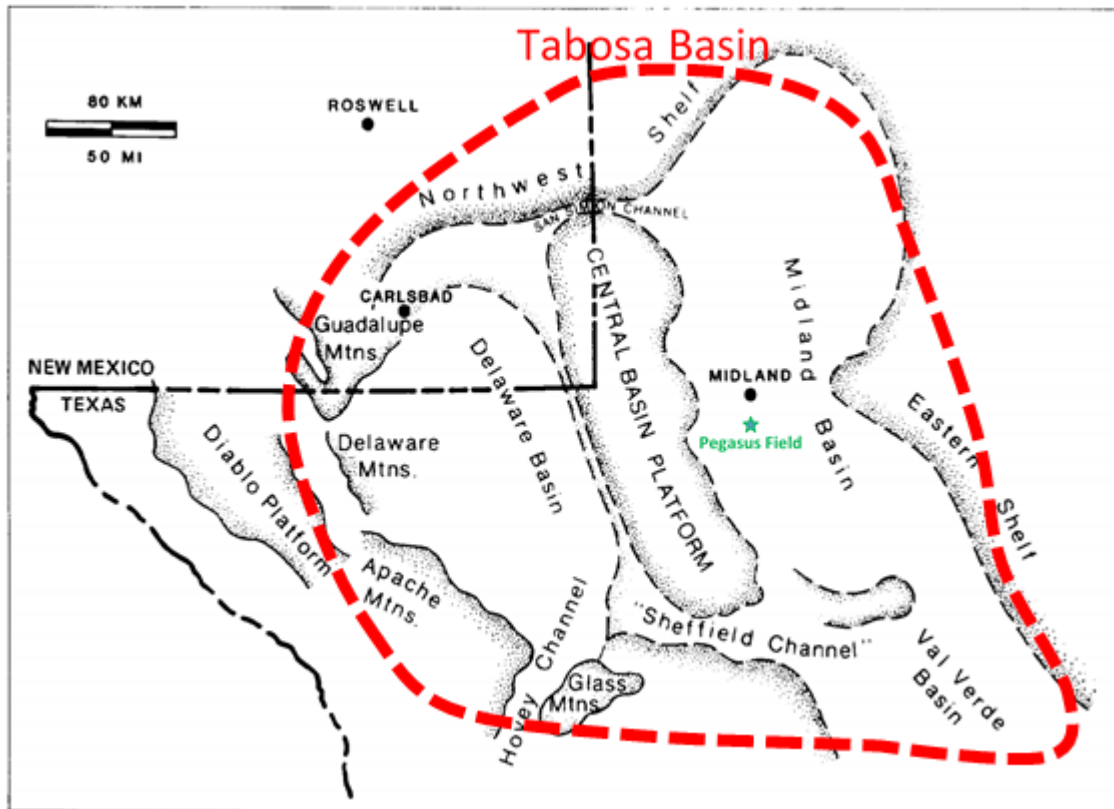 Tabosa Basin
80 KM
50 MI
ROSWELL
Northwest Shelf
SAN SIMON CHANNEL
CARLSBAD
Guadalupe
Mtns.
NEW MEXICO
TEXAS
Diablo Platform
Delaware
Mtns.
Delaware Basin
CENTRAL BASIN PLATFORM
Midland Basin
MIDLAND
Pegasus Field
Eastern Shelf
Apache
Mtns.
Hovey Channel
Glass
Mtns.
"Sheffield Channel"
Val Verde
Basin